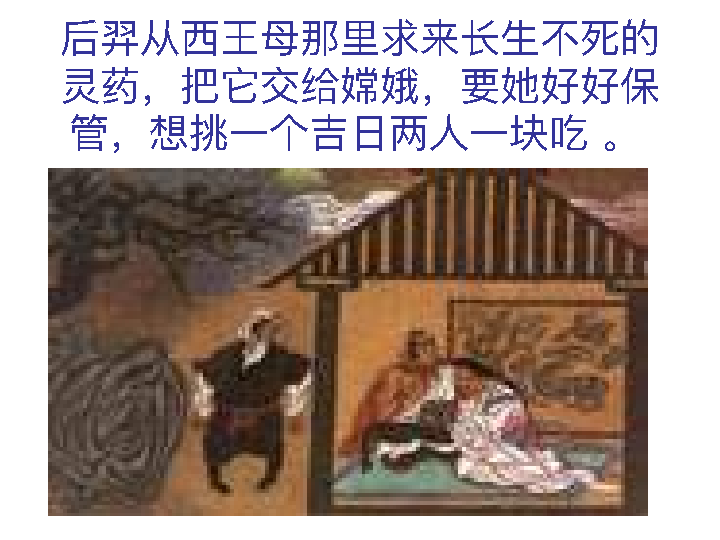 后羿从西王母那里求来长生不死的
灵药，把它交给嫦娥，要她好好保
管，想挑一个吉日两人一块吃 。